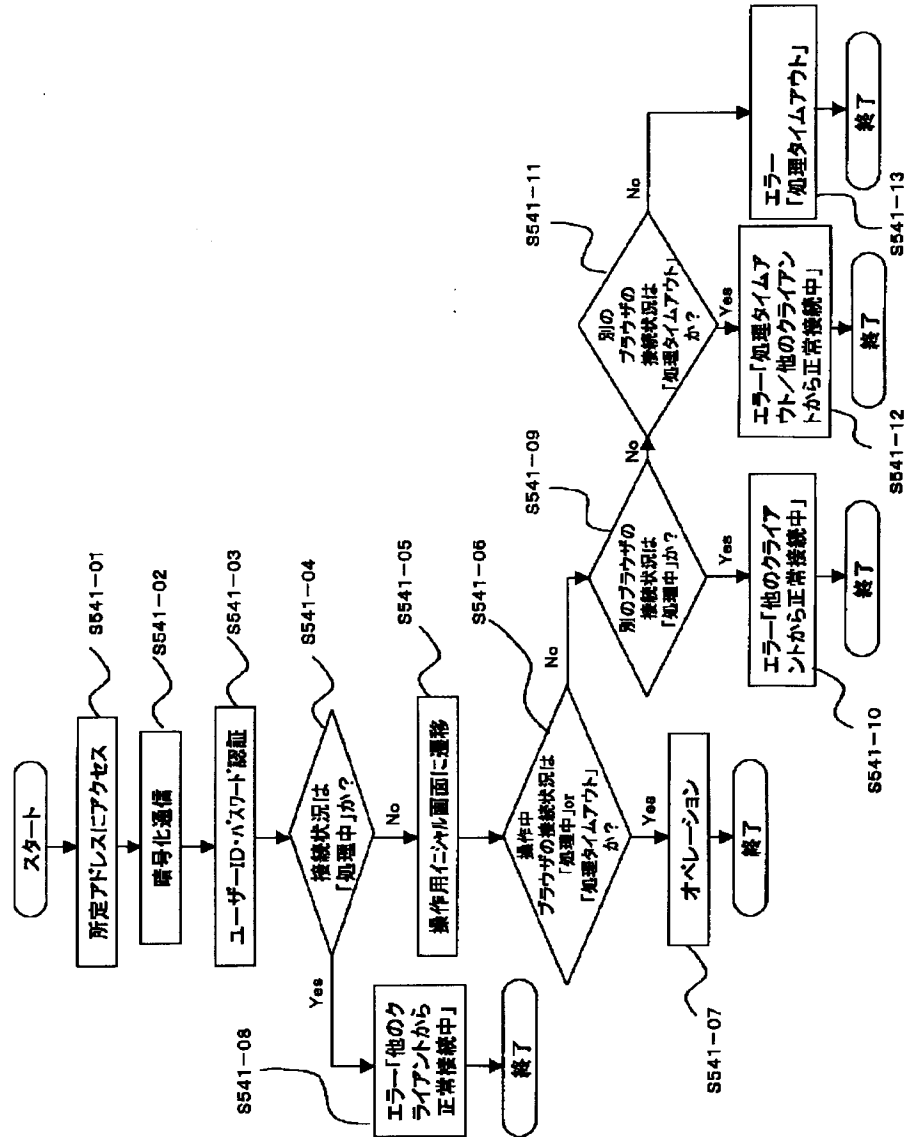 スタート
所定アドレスにアクセス
S541-01
暗号化通信
S541-02
ユーザーID・パスワード認証
S541-03
接続状況は
「処理中」か？
S541-04
Yes
No
エラー「他のク
ライアントから
正常接続中」
S541-08
終了
操作用イニシャル画面に遷移
S541-05
操作中
ブラウザの接続状況は
「処理中」or
「処理タイムアウト」
か？
S541-06
Yes
No
オペレーション
S541-07
終了
別のブラウザの
接続状況は
「処理中」か？
S541-09
Yes
No
エラー「他のクライア
ントから正常接続中」
S541-10
終了
別の
ブラウザの
接続状況は
「処理タイムアウト」
か？
S541-11
Yes
No
エラー「処理タイムア
ウト／他のクライアン
トから正常接続中」
S541-12
終了
エラー
「処理タイムアウト」
S541-13
終了